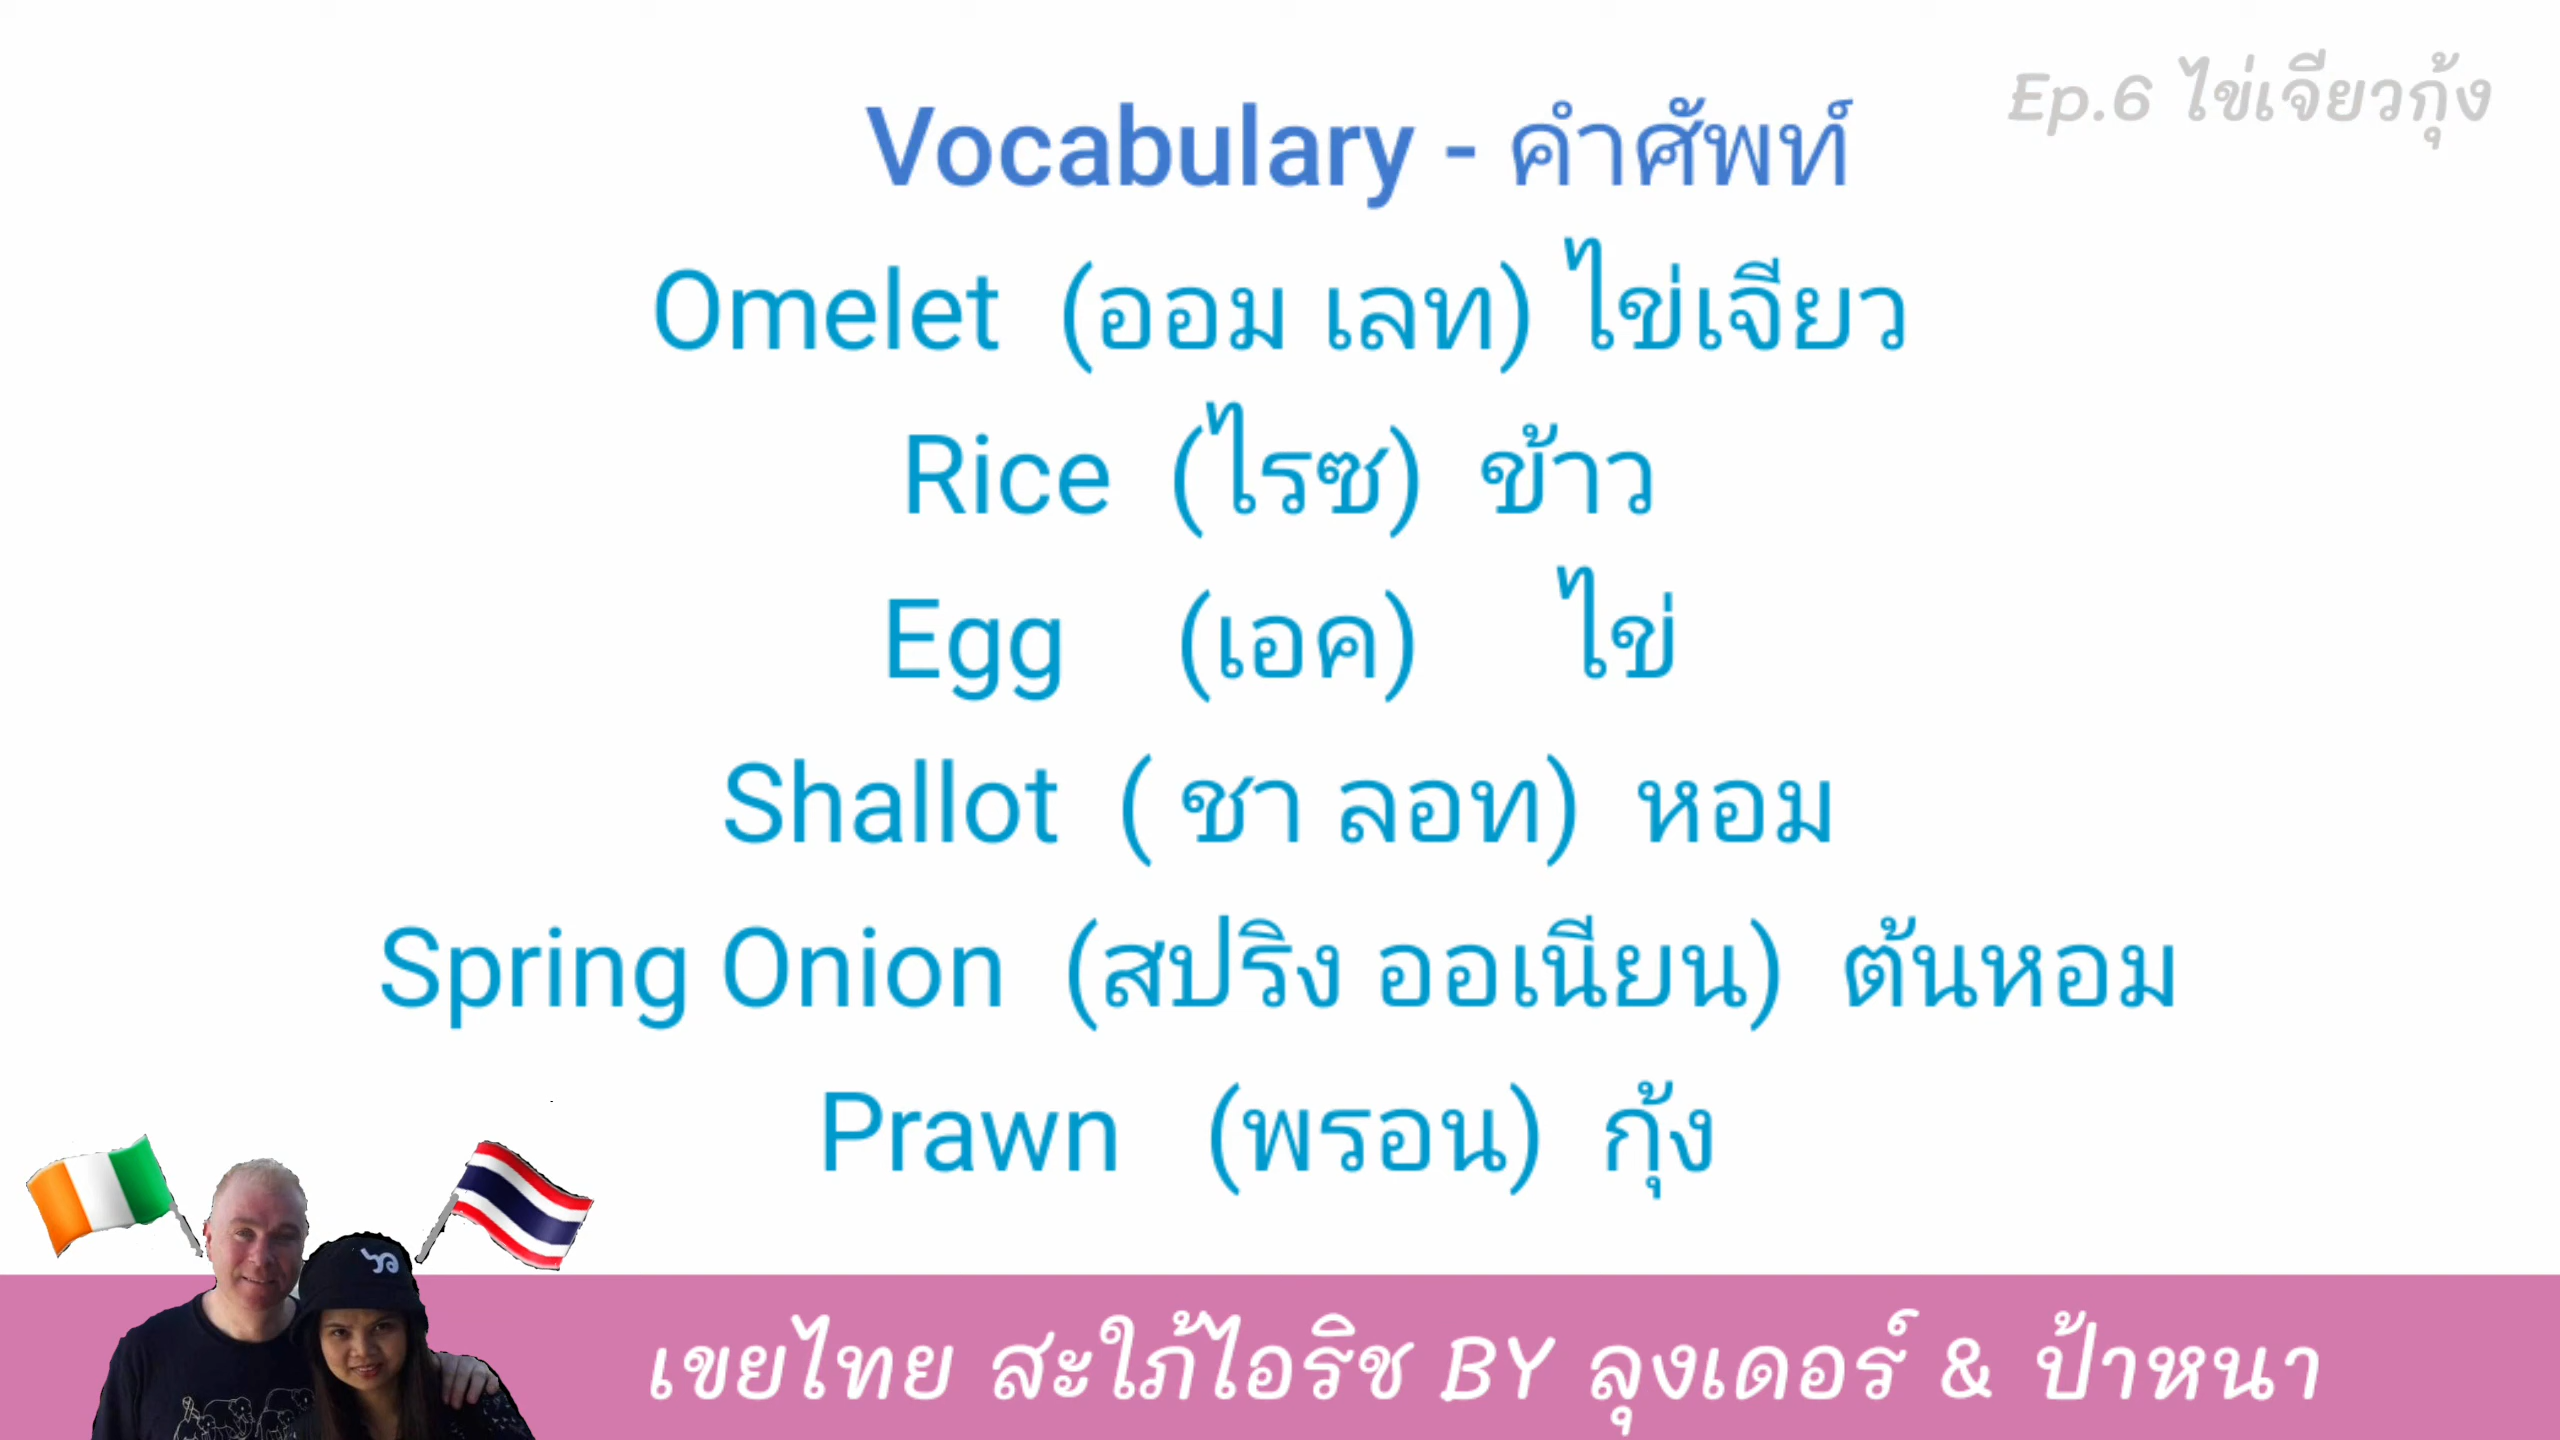 Ep.6 ไข่เจียวกุ้ง
Vocabulary - คำศัพท์
Omelet (ออม เลท) ไข่เจียว
Rice (ไรซ) ข้าว
Egg (เอค) ไข่
Shallot ( ชา ลอท) หอม
Spring Onion (สปริง ออเนียน) ต้นหอม
Prawn (พรอน) กุ้ง
เขยไทย สะใภ้ไอริช BY ลุงเดอร์ & ป้าหนา